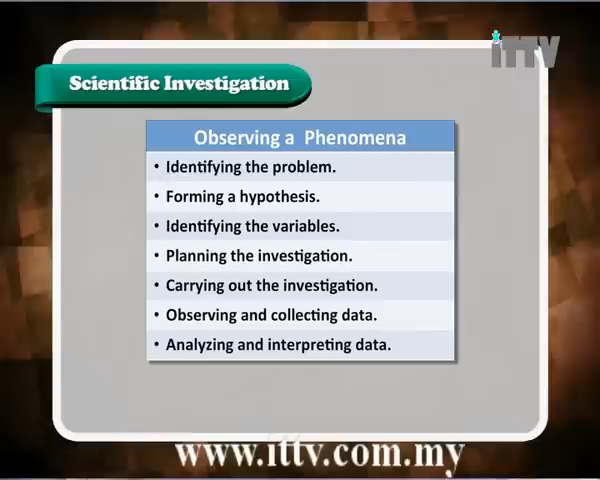 iTTV
Scientific Investigation
Observing a Phenomena
• Identifying the problem.
• Forming a hypothesis.
• Identifying the variables.
• Planning the investigation.
• Carrying out the investigation.
• Observing and collecting data.
• Analyzing and interpreting data.
www.ittv.com.my